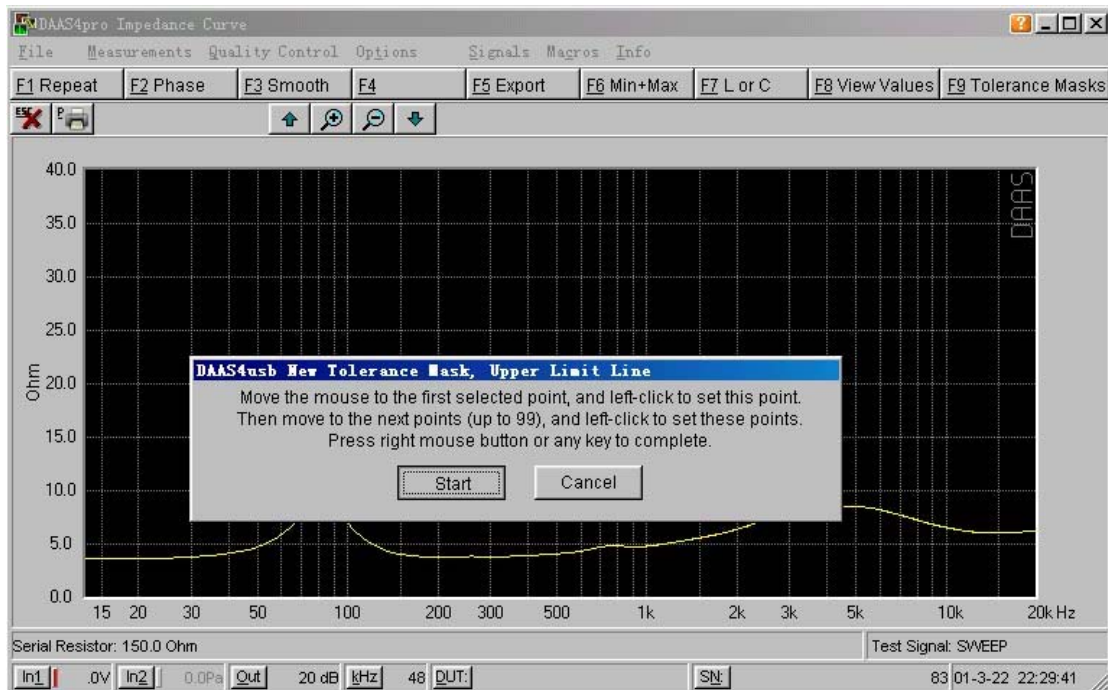 DAAS4pro Impedance Curve
File Measurements Quality Control Options Signals Macros Info
F1 Repeat F2 Phase F3 Smooth F4 F5 Export F6 Min+Max F7 L or C F8 View Values F9 Tolerance Masks
ESC P
40.0
DAAS
35.0
30.0
25.0
Ohm
20.0
15.0
10.0
5.0
0.0
DAAS4usb New Tolerance Mask, Upper Limit Line
Move the mouse to the first selected point, and left-click to set this point.
Then move to the next points (up to 99), and left-click to set these points.
Press right mouse button or any key to complete.
Start Cancel
15 20 30 50 100 200 300 500 1k 2k 3k 5k 10k 20k Hz
Serial Resistor: 150.0 Ohm Test Signal: SWEEP
In1 .0V In2 0.0Pa Out 20 dB kHz 48 DUT: SN: 83 01-3-22 22:29:41